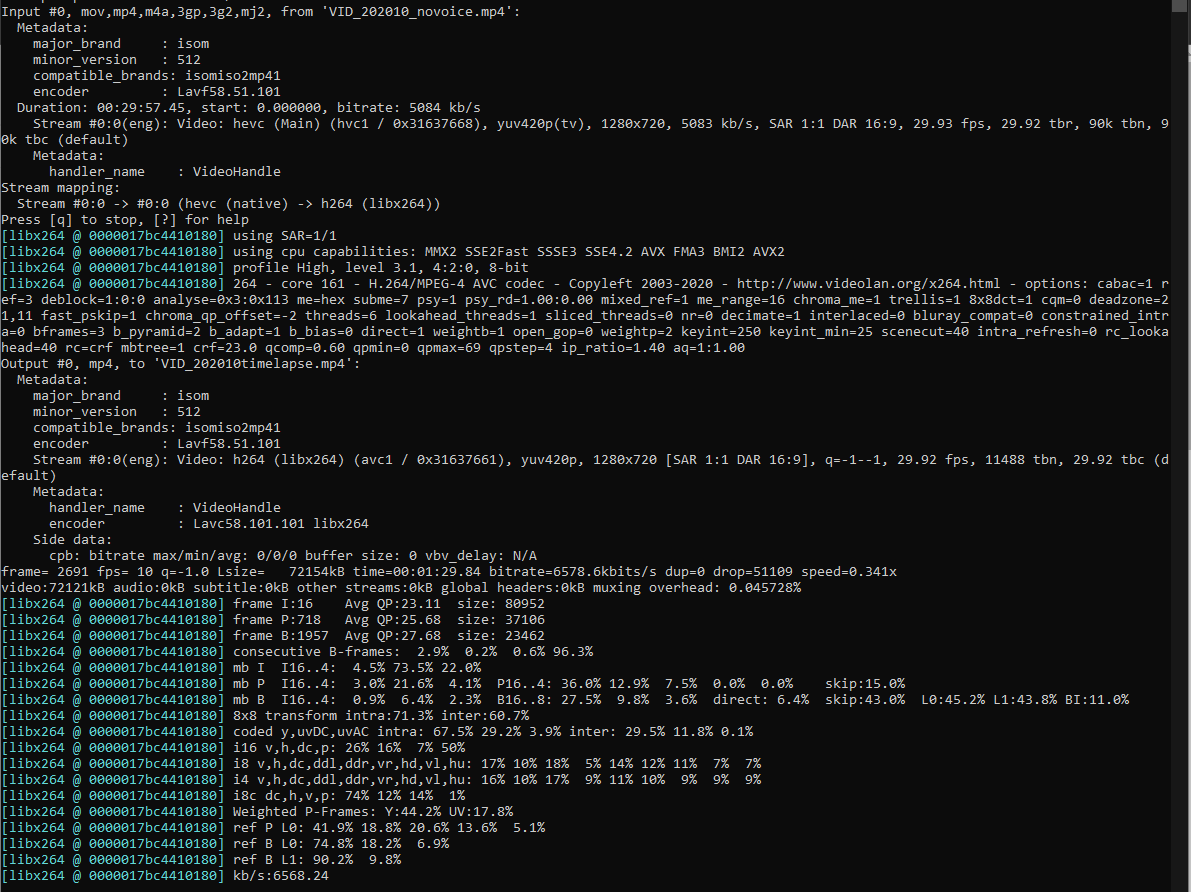 Input #0, mov,mp4,m4a,3gp,3g2,mj2, from 'VID_202010_novoice.mp4':
  Metadata:
    major_brand     : isom
    minor_version   : 512
    compatible_brands: isomiso2mp41
    encoder         : Lavf58.51.101
  Duration: 00:29:57.45, start: 0.000000, bitrate: 5084 kb/s
    Stream #0:0(eng): Video: hevc (Main) (hvc1 / 0x31637668), yuv420p(tv), 1280x720, 5083 kb/s, SAR 1:1 DAR 16:9, 29.93 fps, 29.92 tbr, 90k tbn, 9
0k tbc (default)
    Metadata:
      handler_name    : VideoHandle
Stream mapping:
  Stream #0:0 -> #0:0 (hevc (native) -> h264 (libx264))
Press [q] to stop, [?] for help
[libx264 @ 0000017bc4410180] using SAR=1/1
[libx264 @ 0000017bc4410180] using cpu capabilities: MMX2 SSE2Fast SSSE3 SSE4.2 AVX FMA3 BMI2 AVX2
[libx264 @ 0000017bc4410180] profile High, level 3.1, 4:2:0, 8-bit
[libx264 @ 0000017bc4410180] 264 - core 161 - H.264/MPEG-4 AVC codec - Copyleft 2003-2020 - http://www.videolan.org/x264.html - options: cabac=1 r
ef=3 deblock=1:0:0 analyse=0x3:0x113 me=hex subme=7 psy=1 psy_rd=1.00:0.00 mixed_ref=1 me_range=16 chroma_me=1 trellis=1 8x8dct=1 cqm=0 deadzone=2
1,11 fast_pskip=1 chroma_qp_offset=-2 threads=6 lookahead_threads=1 sliced_threads=0 nr=0 decimate=1 interlaced=0 bluray_compat=0 constrained_intr
a=0 bframes=3 b_pyramid=2 b_adapt=1 b_bias=0 direct=1 weightb=1 open_gop=0 weightp=2 keyint=250 keyint_min=25 scenecut=40 intra_refresh=0 rc_looka
head=40 rc=crf mbtree=1 crf=23.0 qcomp=0.60 qpmin=0 qpmax=69 qpstep=4 ip_ratio=1.40 aq=1:1.00
Output #0, mp4, to 'VID_202010timelapse.mp4':
  Metadata:
    major_brand     : isom
    minor_version   : 512
    compatible_brands: isomiso2mp41
    encoder         : Lavf58.51.101
    Stream #0:0(eng): Video: h264 (libx264) (avc1 / 0x31637661), yuv420p, 1280x720 [SAR 1:1 DAR 16:9], q=-1--1, 29.92 fps, 11488 tbn, 29.92 tbc (d
efault)
    Metadata:
      handler_name    : VideoHandle
      encoder         : Lavc58.101.101 libx264
    Side data:
      cpb: bitrate max/min/avg: 0/0/0 buffer size: 0 vbv_delay: N/A
frame= 2691 fps= 10 q=-1.0 Lsize=   72154kB time=00:01:29.84 bitrate=6578.6kbits/s dup=0 drop=51109 speed=0.341x
video:72121kB audio:0kB subtitle:0kB other streams:0kB global headers:0kB muxing overhead: 0.045728%
[libx264 @ 0000017bc4410180] frame I:16    Avg QP:23.11  size: 80952
[libx264 @ 0000017bc4410180] frame P:718   Avg QP:25.68  size: 37106
[libx264 @ 0000017bc4410180] frame B:1957  Avg QP:27.68  size: 23462
[libx264 @ 0000017bc4410180] consecutive B-frames:  2.9%  0.2%  0.6% 96.3%
[libx264 @ 0000017bc4410180] mb I  I16..4:  4.5% 73.5% 22.0%
[libx264 @ 0000017bc4410180] mb P  I16..4:  3.0% 21.6%  4.1%  P16..4: 36.0% 12.9%  7.5%  0.0%  0.0%    skip:15.0%
[libx264 @ 0000017bc4410180] mb B  I16..4:  0.9%  6.4%  2.3%  B16..8: 27.5%  9.8%  3.6%  direct: 6.4%  skip:43.0%  L0:45.2% L1:43.8% BI:11.0%
[libx264 @ 0000017bc4410180] 8x8 transform intra:71.3% inter:60.7%
[libx264 @ 0000017bc4410180] coded y,uvDC,uvAC intra: 67.5% 29.2% 3.9% inter: 29.5% 11.8% 0.1%
[libx264 @ 0000017bc4410180] i16 v,h,dc,p: 26% 16%  7% 50%
[libx264 @ 0000017bc4410180] i8 v,h,dc,ddl,ddr,vr,hd,vl,hu: 17% 10% 18%  5% 14% 12% 11%  7%  7%
[libx264 @ 0000017bc4410180] i4 v,h,dc,ddl,ddr,vr,hd,vl,hu: 16% 10% 17%  9% 11% 10%  9%  9%  9%
[libx264 @ 0000017bc4410180] i8c dc,h,v,p: 74% 12% 14%  1%
[libx264 @ 0000017bc4410180] Weighted P-Frames: Y:44.2% UV:17.8%
[libx264 @ 0000017bc4410180] ref P L0: 41.9% 18.8% 20.6% 13.6%  5.1%
[libx264 @ 0000017bc4410180] ref B L0: 74.8% 18.2%  6.9%
[libx264 @ 0000017bc4410180] ref B L1: 90.2%  9.8%
[libx264 @ 0000017bc4410180] kb/s:6568.24